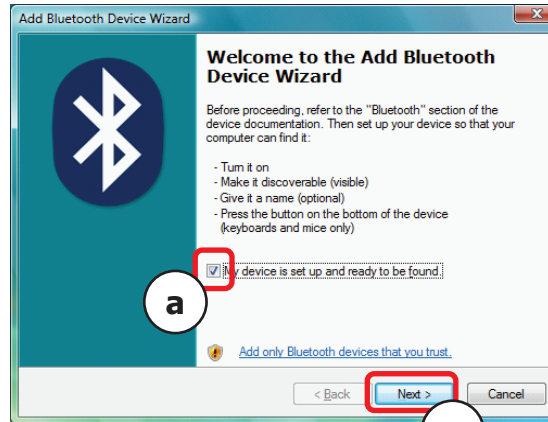 Add Bluetooth Device Wizard
Welcome to the Add Bluetooth
Device Wizard
Before proceeding, refer to the "Bluetooth" section of the
device documentation. Then set up your device so that your
computer can find it:
- Turn it on
- Make it discoverable (visible)
- Give it a name (optional)
- Press the button on the bottom of the device
(keyboards and mice only)
My device is set up and ready to be found.
a
Add only Bluetooth devices that you trust.
< Back
Next >
Cancel